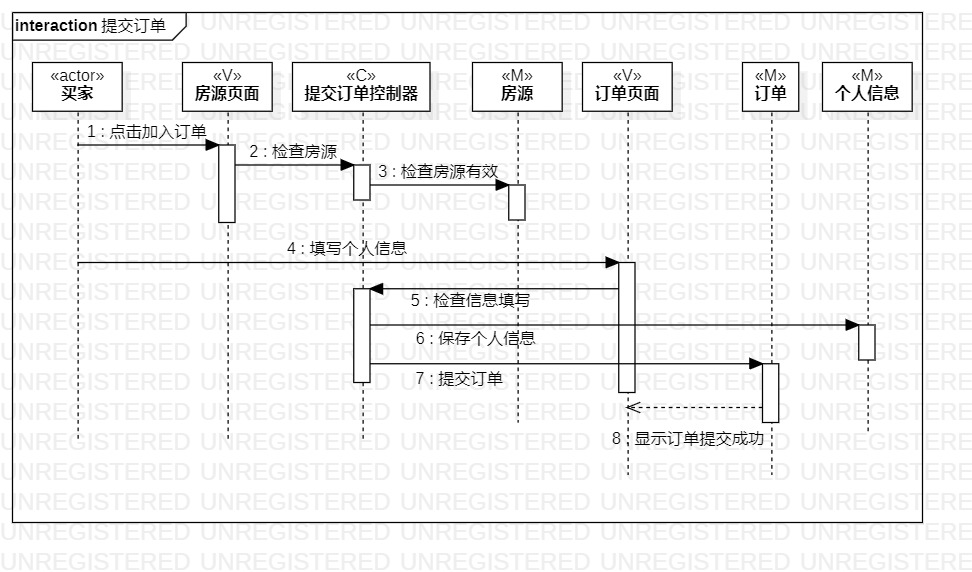 interaction 提交订单
«actor»
买家
«V»
房源页面
«C»
提交订单控制器
«M»
房源
«V»
订单页面
«M»
订单
«M»
个人信息
1 : 点击加入订单
2 : 检查房源
3 : 检查房源有效
4 : 填写个人信息
5 : 检查信息填写
6 : 保存个人信息
7 : 提交订单
8 : 显示订单提交成功
UNREGISTERED